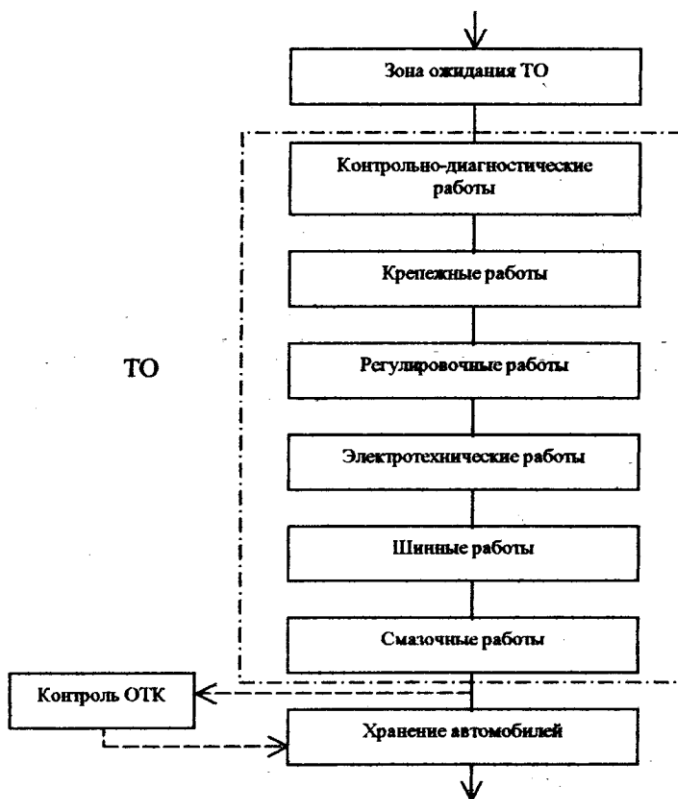 Зона ожидания ТО
Контрольно-диагностические
работы
Крепежные работы
Регулировочные работы
ТО
Электротехнические работы
Шинные работы
Смазочные работы
Контроль ОТК
Хранение автомобилей